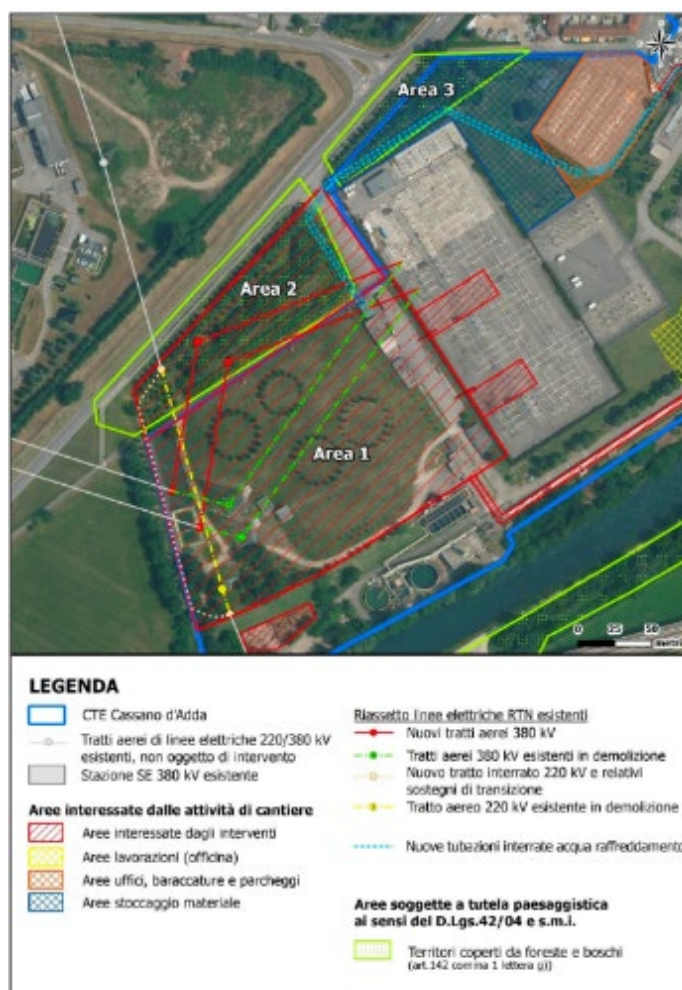 Area 3
Area 2
Area 1
0 25 50
metri
LEGENDA
CTE Cassano d'Adda
Tratti aerei di linee elettriche 220/380 kV
esistenti, non oggetto di intervento
Stazione SE 380 kV esistente
Aree interessate dalle attività di cantiere
Aree interessate dagli interventi
Aree lavorazioni (officina)
Aree uffici, baraccature e parcheggi
Aree stoccaggio materiale
Riassetto linee elettriche RTN esistenti
Nuovi tratti aerei 380 kV
Tratti aerei 380 kV esistenti in demolizione
Nuovo tratto interrato 220 kV e relativi
sostegni di transizione
Tratto aereo 220 kV esistente in demolizione
Nuove tubazioni interrate acqua raffreddamento
Aree soggette a tutela paesaggistica
ai sensi del D.Lgs.42/04 e s.m.i.
Territori coperti da foreste e boschi
(art.142 comma 1 lettera g))